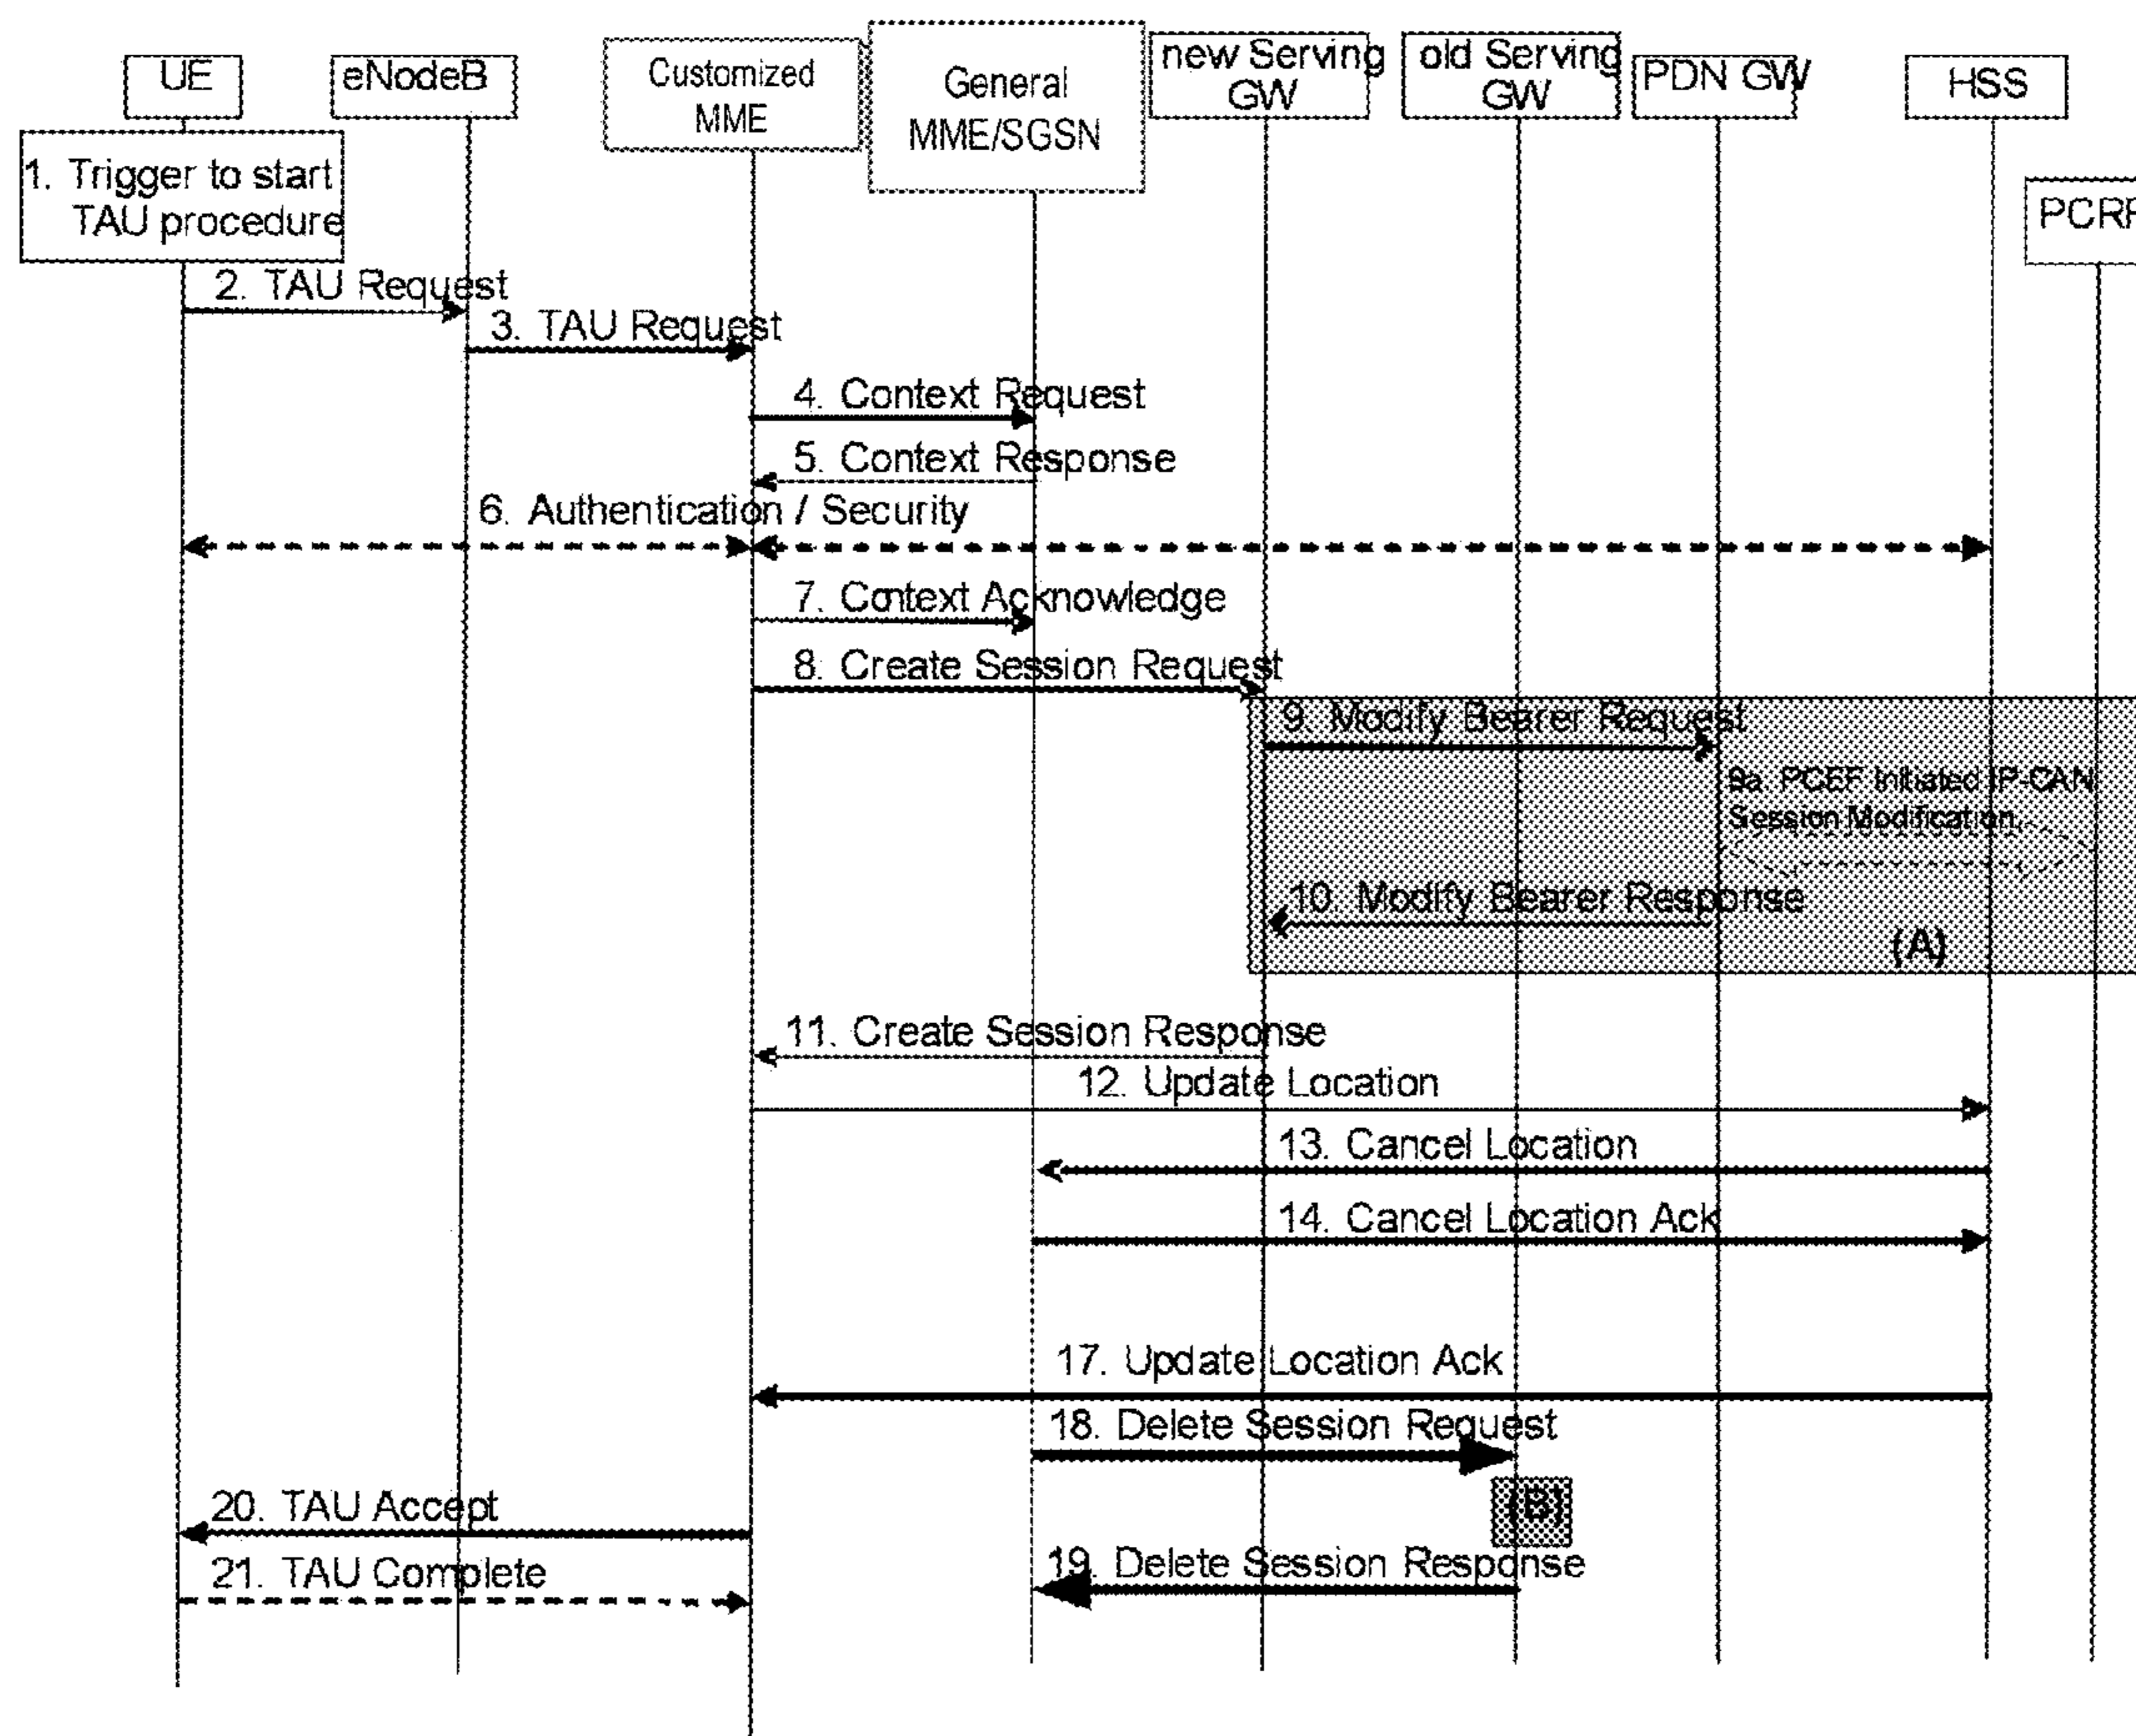 UE
eNodeB
Customized
MME
General
MME/SGSN
new Serving
GW
old Serving
GW
PDN GW
HSS
PCRF
1. Trigger to start
TAU procedure
2. TAU Request
3. TAU Request
4. Context Request
5. Context Response
6. Authentication / Security
7. Context Acknowledge
8. Create Session Request
9. Modify Bearer Request
9a. PCEF Initiated IP-CAN
Session Modification
10. Modify Bearer Response
(A)
11. Create Session Response
12. Update Location
13. Cancel Location
14. Cancel Location Ack
17. Update Location Ack
18. Delete Session Request
(B)
20. TAU Accept
19. Delete Session Response
21. TAU Complete